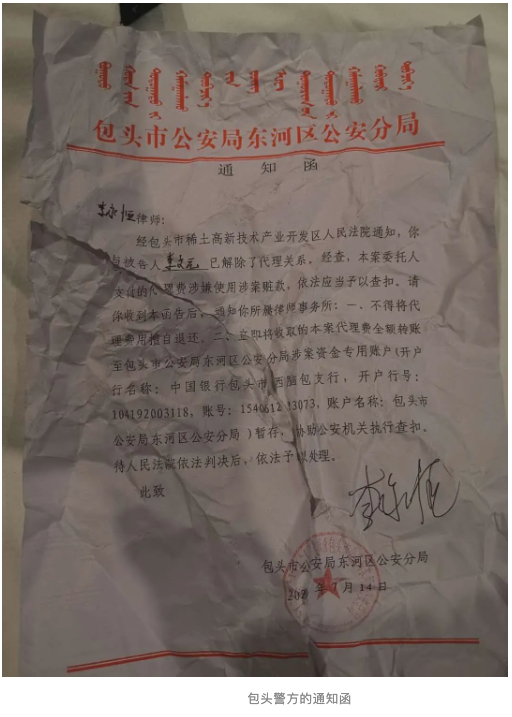 包头市公安局东河区公安分局
通知函
李永恒律师：
经包头市稀土高新技术产业开发区人民法院通知，你
与被告人 已解除了代理关系。经查，本案委托人
支付的代理费涉嫌使用涉案赃款，依法应当予以查扣。请
你收到本函告后，通知你所属律师事务所：一、不得将代
理费用擅自退还。二、立即将收取的本案代理费全额转账
至包头市公安局东河区公安分局涉案资金专用账户(开户
行名称：中国银行包头市西脑包支行，开户行号：
104192003118，账号： 账户名称：包头市
公安局东河区公安分局)暂存，协助公安机关执行查扣。
待人民法院依法判决后，依法予以处理。
此致
包头市公安局东河区公安分局
年7月14日
包头警方的通知函